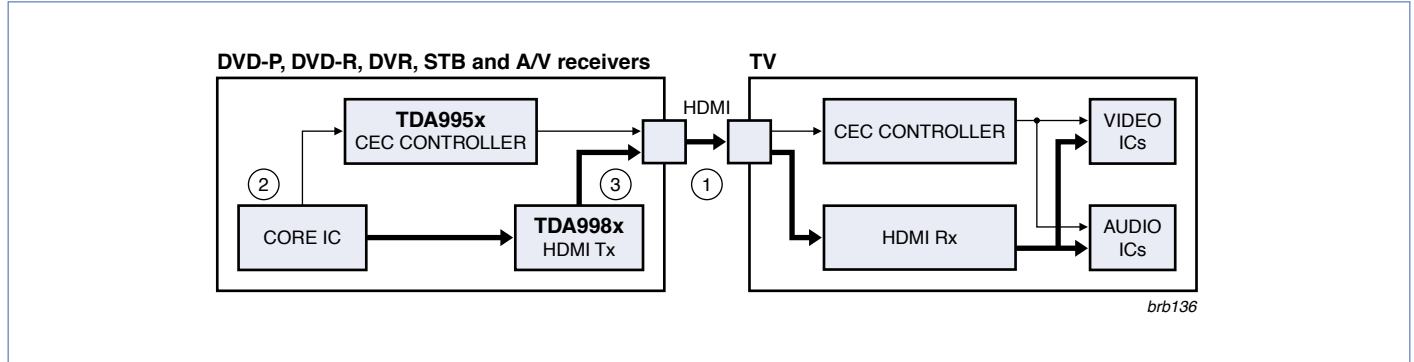 DVD-P, DVD-R, DVR, STB and A/V receivers
TV
TDA995x
CEC CONTROLLER
HDMI
CEC CONTROLLER
VIDEO
ICs
2
3
1
CORE IC
TDA998x
HDMI Tx
HDMI Rx
AUDIO
ICs
brb136